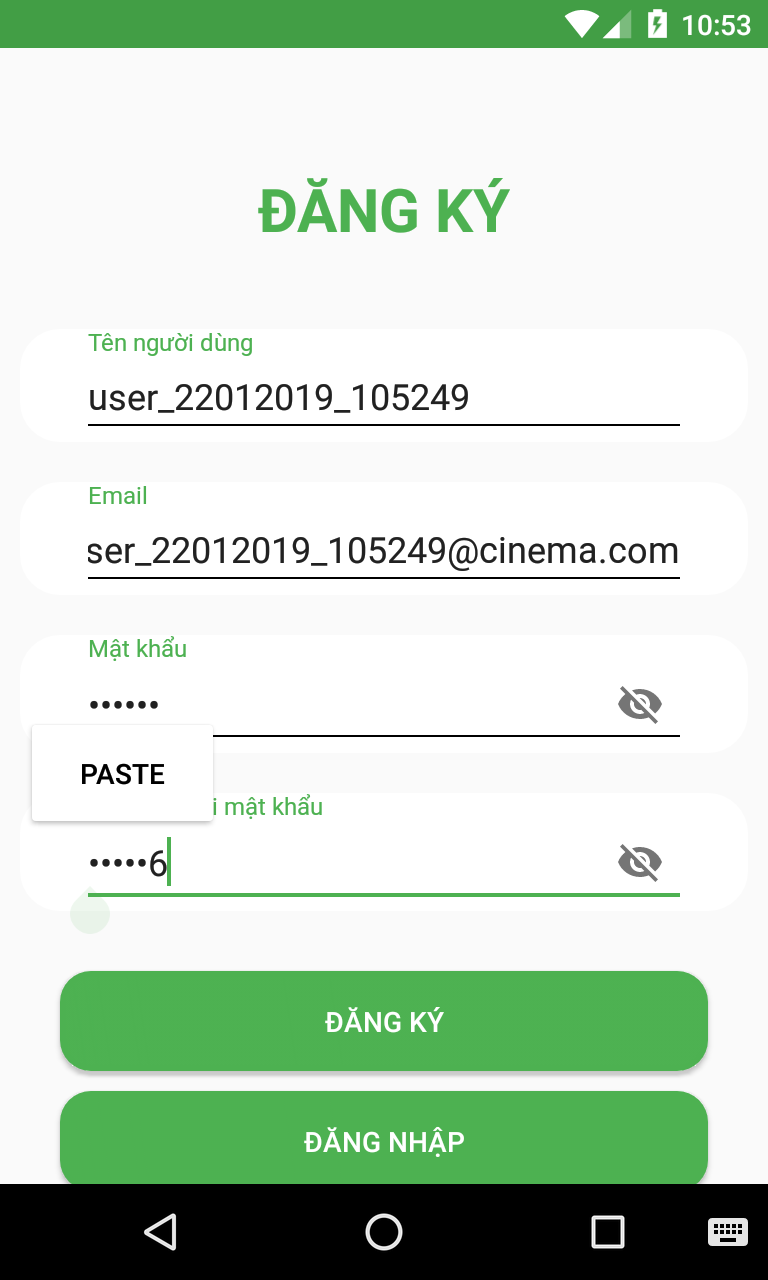 10:53
ĐĂNG KÝ
Tên người dùng
user_22012019_105249
Email
ser_22012019_105249@cinema.com
Mật khẩu
••••••
PASTE
i mật khẩu
•••••6
ĐĂNG KÝ
ĐĂNG NHẬP